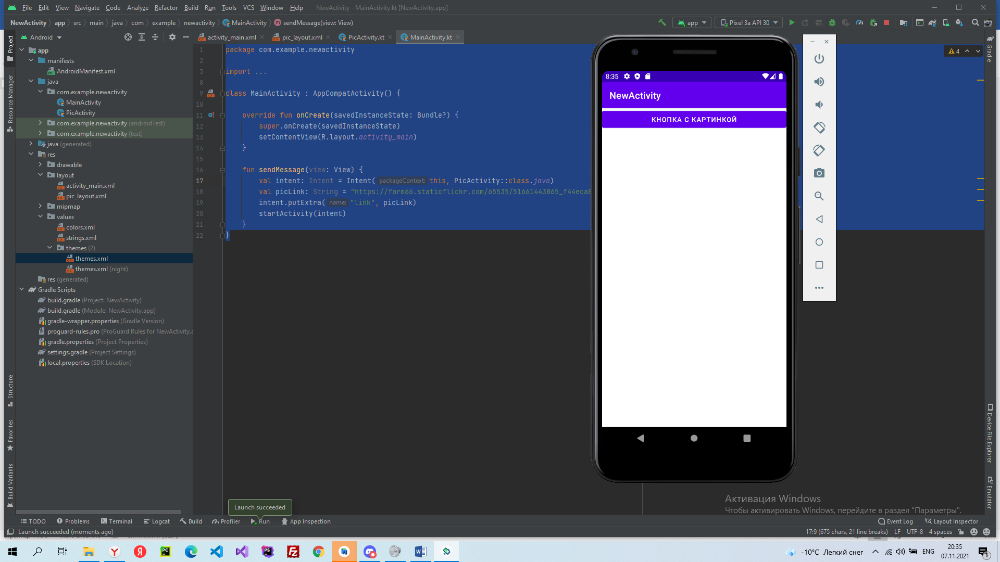 File Edit View Navigate Code Analyze Refactor Build Run Tools VCS Window Help NewActivity - MainActivity.kt [NewActivity.app]
NewActivity app src main java com example newactivity MainActivity sendMessage(view: View) app Pixel 3a API 30
Project
Android
activity_main.xml pic_layout.xml PicActivity.kt MainActivity.kt
app
manifests
AndroidManifest.xml
java
com.example.newactivity
MainActivity
PicActivity
com.example.newactivity (androidTest)
com.example.newactivity (test)
java (generated)
res
drawable
layout
activity_main.xml
pic_layout.xml
mipmap
values
colors.xml
strings.xml
themes (2)
themes.xml
themes.xml (night)
res (generated)
Gradle Scripts
build.gradle (Project: NewActivity)
build.gradle (Module: NewActivity.app)
gradle-wrapper.properties (Gradle Version)
proguard-rules.pro (ProGuard Rules for NewActivity.a
gradle.properties (Project Properties)
settings.gradle (Project Settings)
local.properties (SDK Location)
Resource Manager
Structure
Favorites
Build Variants
1 package com.example.newactivity
2
3 import ...
8
9 class MainActivity : AppCompatActivity() {
10
11 override fun onCreate(savedInstanceState: Bundle?) {
12 super.onCreate(savedInstanceState)
13 setContentView(R.layout.activity_main)
14 }
15
16 fun sendMessage(view: View) {
17 val intent: Intent = Intent( packageContext: this, PicActivity::class.java)
18 val picLink: String = "https://farm66.staticflickr.com/65535/51661443865_f44eca8
19 intent.putExtra( name: "link", picLink)
20 startActivity(intent)
21 }
22 }
4
8:35
NewActivity
КНОПКА С КАРТИНКОЙ
Gradle
Device File Explorer
Emulator
Активация Windows
Чтобы активировать Windows, перейдите в раздел "Параметры".
Launch succeeded
TODO Problems Terminal Logcat Build Profiler Run App Inspection Event Log Layout Inspector
Launch succeeded (moments ago) 17:9 (675 chars, 21 line breaks) LF UTF-8 4 spaces
-10°C Легкий снег ENG
20:35
07.11.2021
1